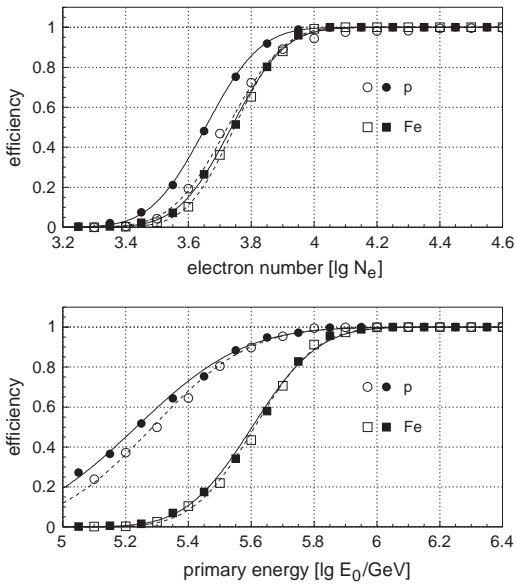 1
0.8
0.6
0.4
0.2
0
efficiency
p
Fe
3.2 3.4 3.6 3.8 4 4.2 4.4 4.6
electron number [lg Ne]
1
0.8
0.6
0.4
0.2
0
efficiency
p
Fe
5 5.2 5.4 5.6 5.8 6 6.2 6.4
primary energy [lg E0/GeV]